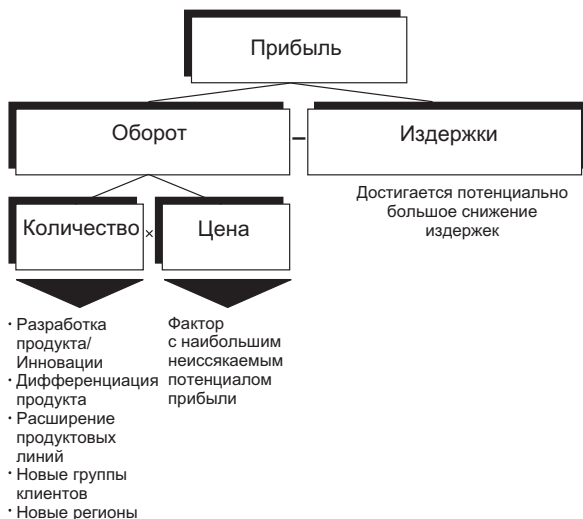 Прибыль
Оборот
–
Издержки
Достигается потенциально
большое снижение
издержек
Количество × Цена
· Разработка
продукта/
Инновации
· Дифференциация
продукта
· Расширение
продуктовых
линий
· Новые группы
клиентов
· Новые регионы
Фактор
с наибольшим
неиссякаемым
потенциалом
прибыли